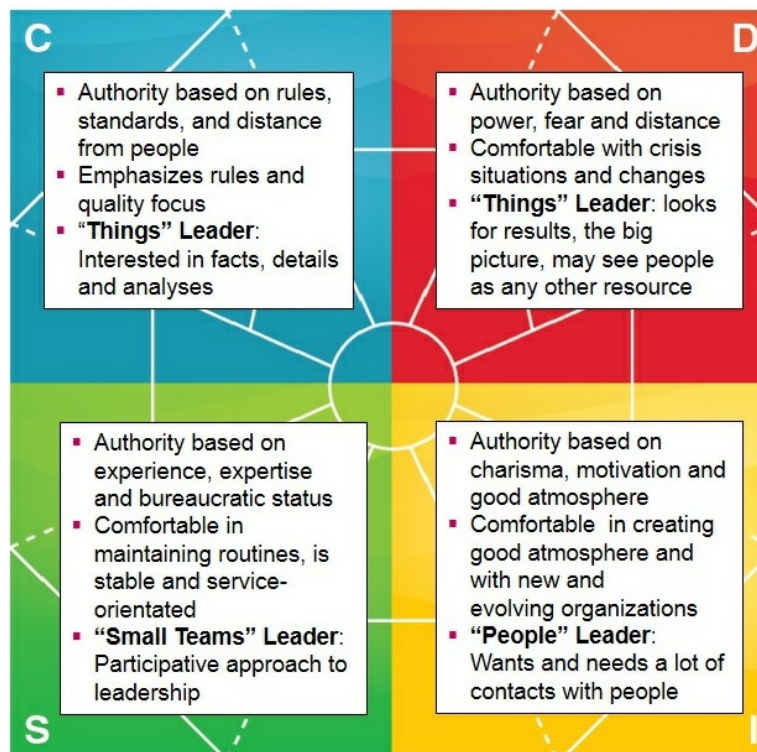 C
▪ Authority based on rules,
standards, and distance
from people
▪ Emphasizes rules and
quality focus
▪ “Things” Leader:
Interested in facts, details
and analyses
D
▪ Authority based on
power, fear and distance
▪ Comfortable with crisis
situations and changes
▪ “Things” Leader: looks
for results, the big
picture, may see people
as any other resource
▪ Authority based on
experience, expertise
and bureaucratic status
▪ Comfortable in
maintaining routines, is
stable and service-
orientated
▪ “Small Teams” Leader:
Participative approach to
leadership
S
▪ Authority based on
charisma, motivation and
good atmosphere
▪ Comfortable in creating
good atmosphere and
with new and
evolving organizations
▪ “People” Leader:
Wants and needs a lot of
contacts with people
I